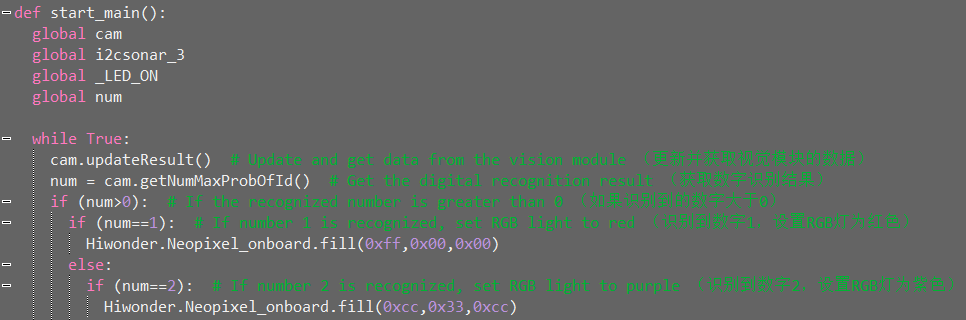 def start_main():
global cam
global i2csonar_3
global _LED_ON
global num
while True:
cam.updateResult()  # Update and get data from the vision module （更新并获取视觉模块的数据）
num = cam.getNumMaxProbOfId()  # Get the digital recognition result （获取数字识别结果）
if (num>0):  # If the recognized number is greater than 0 （如果识别到的数字大于0）
if (num==1):  # If number 1 is recognized, set RGB light to red （识别到数字1，设置RGB灯为红色）
Hiwonder.Neopixel_onboard.fill(0xff,0x00,0x00)
else:
if (num==2):  # If number 2 is recognized, set RGB light to purple （识别到数字2，设置RGB灯为紫色）
Hiwonder.Neopixel_onboard.fill(0xcc,0x33,0xcc)